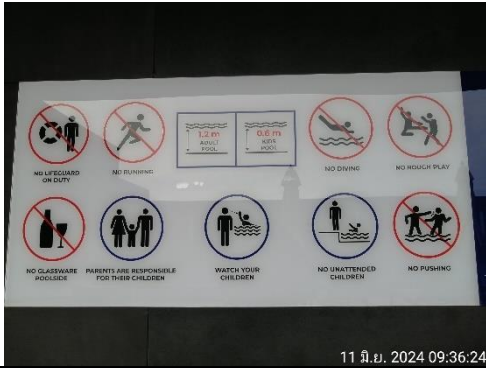 1.2 m
ADULT
POOL
0.6 m
KIDS
POOL
NO LIFEGUARD
ON DUTY
NO RUNNING
NO DIVING
NO ROUGH PLAY
NO GLASSWARE
POOLSIDE
PARENTS ARE RESPONSIBLE
FOR THEIR CHILDREN
WATCH YOUR
CHILDREN
NO UNATTENDED
CHILDREN
NO PUSHING
11 มิ.ย. 2024 09:36:24